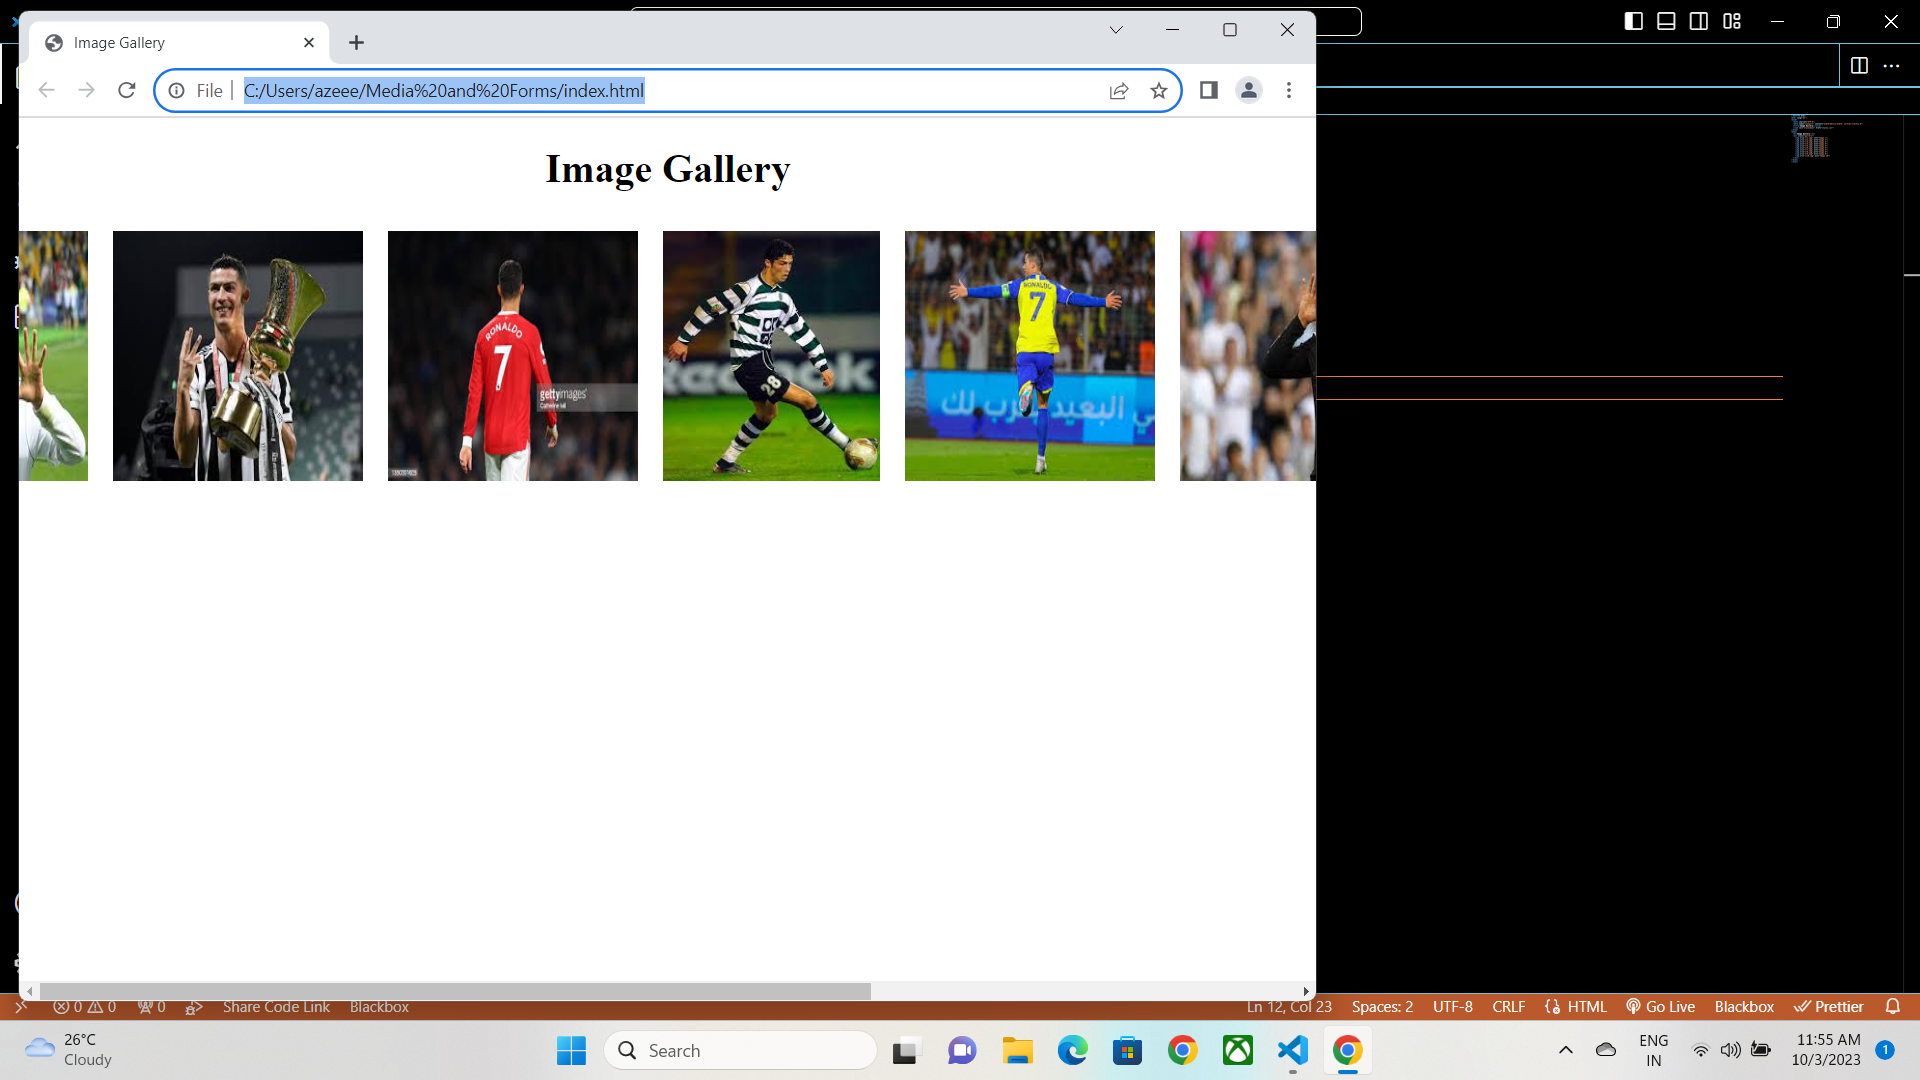 Image Gallery
File
C:/Users/azeee/Media%20and%20Forms/index.html
Image Gallery
RONALDO
7
gettyimages
28
RONALDO
7
0 0 0
Share Code Link
Blackbox
Ln 12, Col 23
Spaces: 2
UTF-8
CRLF
HTML
Go Live
Blackbox
Prettier
26°C
Cloudy
Search
ENG
IN
11:55 AM
10/3/2023
1